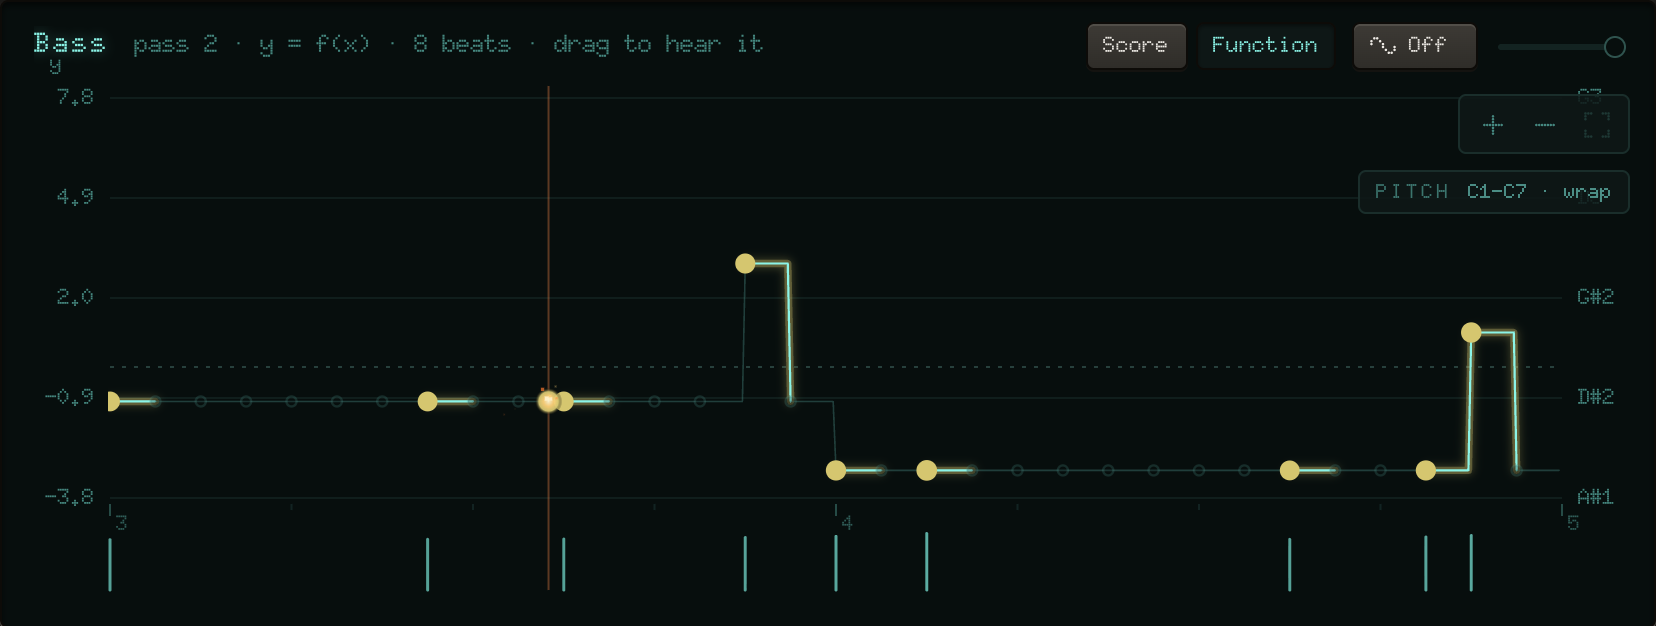 Bass pass 2 · y = f(x) · 8 beats · drag to hear it
Score Function Off
y
7.8 G3
+ −
4.9
PITCH C1–C7 · wrap
2.0 G#2
−0.9 D#2
−3.8 A#1
3 4 5